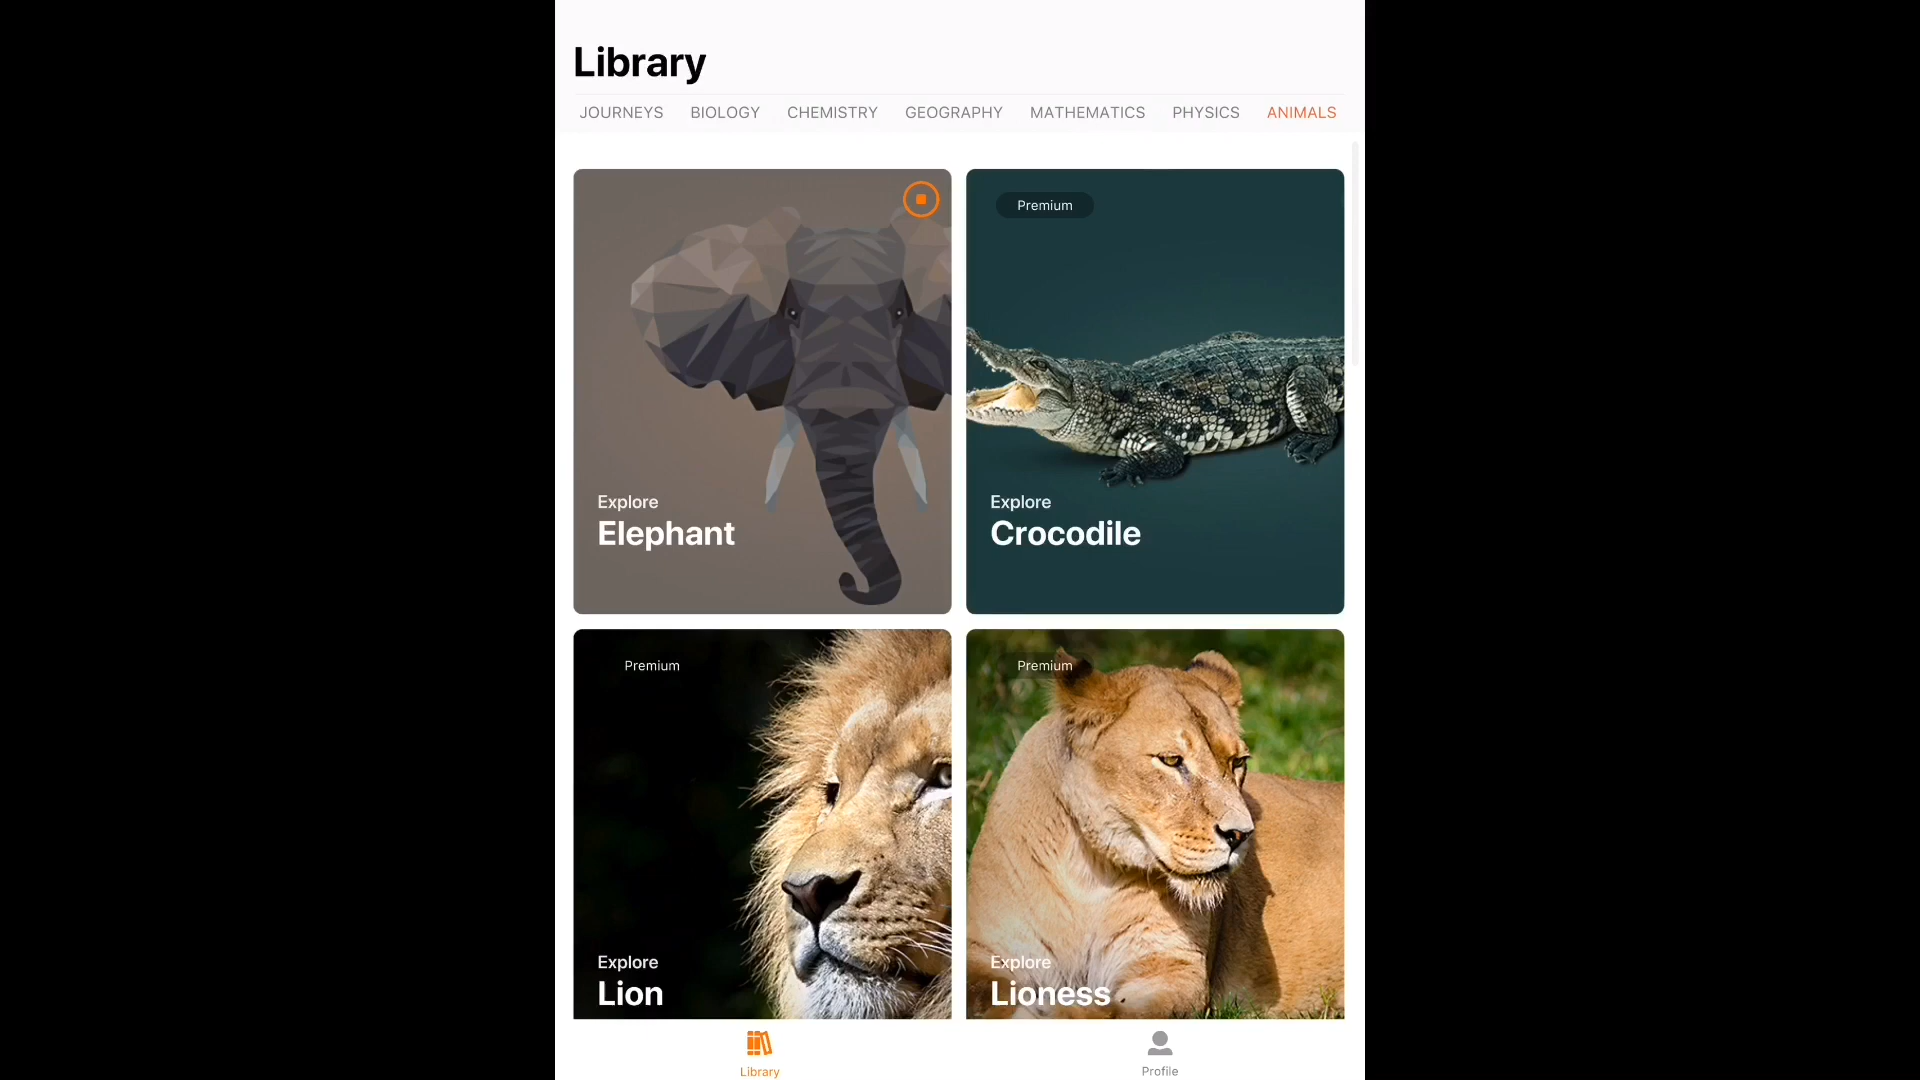 Library
JOURNEYS BIOLOGY CHEMISTRY GEOGRAPHY MATHEMATICS PHYSICS ANIMALS
Explore
Elephant
Premium
Explore
Crocodile
Premium
Explore
Lion
Premium
Explore
Lioness
Library
Profile